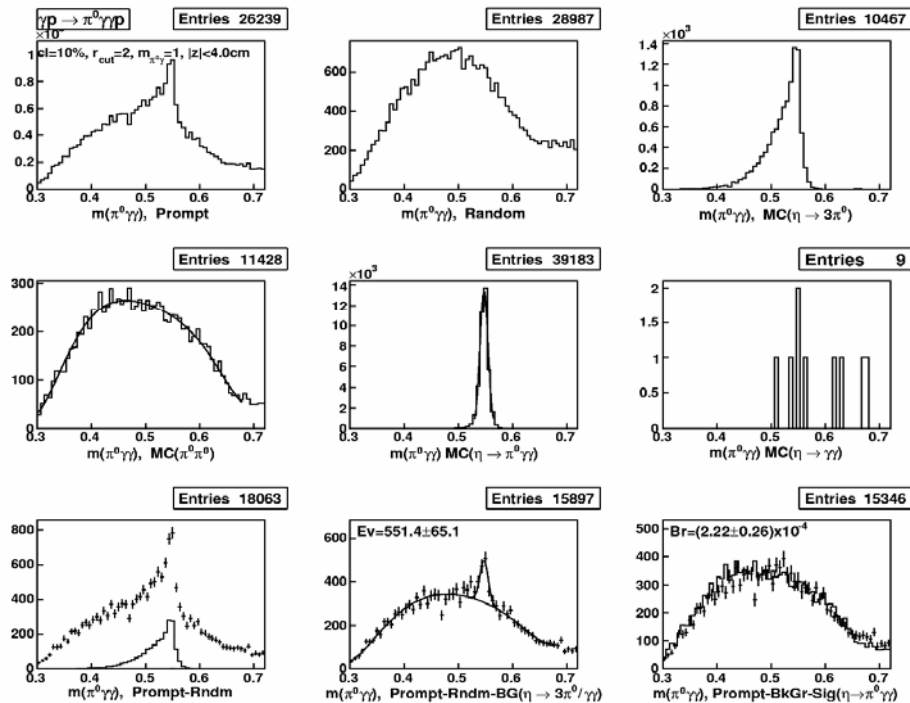 γp → π⁰γγp
Entries 26239
×10³
cl=10%, r_cut=2, m_π⁰γ=1, |z|<4.0cm
1
0.8
0.6
0.4
0.2
0
0.3 0.4 0.5 0.6 0.7
m(π⁰γγ), Prompt
Entries 28987
600
400
200
0
0.3 0.4 0.5 0.6 0.7
m(π⁰γγ), Random
Entries 10467
×10³
1.4
1.2
1
0.8
0.6
0.4
0.2
0
0.3 0.4 0.5 0.6 0.7
m(π⁰γγ), MC(η → 3π⁰)
Entries 11428
300
200
100
0
0.3 0.4 0.5 0.6 0.7
m(π⁰γγ), MC(π⁰π⁰)
Entries 39183
×10³
14
12
10
8
6
4
2
0
0.3 0.4 0.5 0.6 0.7
m(π⁰γγ) MC(η → π⁰γγ)
Entries 9
2
1.5
1
0.5
0
0.3 0.4 0.5 0.6 0.7
m(π⁰γγ) MC(η → γγ)
Entries 18063
800
600
400
200
0
0.3 0.4 0.5 0.6 0.7
m(π⁰γγ), Prompt-Rndm
Entries 15897
Ev=551.4±65.1
600
400
200
0
0.3 0.4 0.5 0.6 0.7
m(π⁰γγ), Prompt-Rndm-BG(η → 3π⁰/γγ)
Entries 15346
Br=(2.22±0.26)x10⁻⁴
500
400
300
200
100
0
0.3 0.4 0.5 0.6 0.7
m(π⁰γγ), Prompt-BkGr-Sig(η→π⁰γγ)